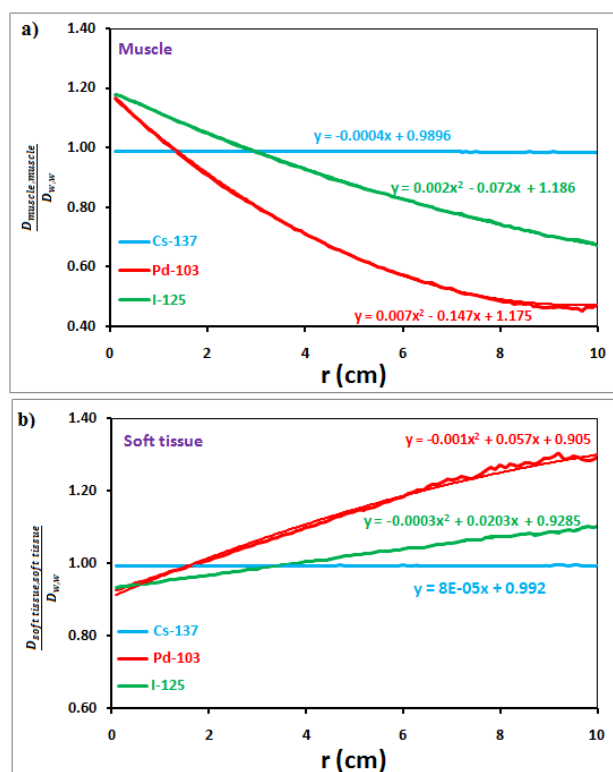 a)
Muscle
1.40
1.20
1.00
0.80
0.60
0.40
D_muscle,muscle
D_w,w
y = -0.0004x + 0.9896
y = 0.002x² - 0.072x + 1.186
y = 0.007x² - 0.147x + 1.175
Cs-137
Pd-103
I-125
0 2 4 6 8 10
r (cm)
b)
Soft tissue
1.40
1.20
1.00
0.80
0.60
D_soft tissue.soft tissue
D_w,w
y = -0.001x² + 0.057x + 0.905
y = -0.0003x² + 0.0203x + 0.9285
y = 8E-05x + 0.992
Cs-137
Pd-103
I-125
0 2 4 6 8 10
r (cm)